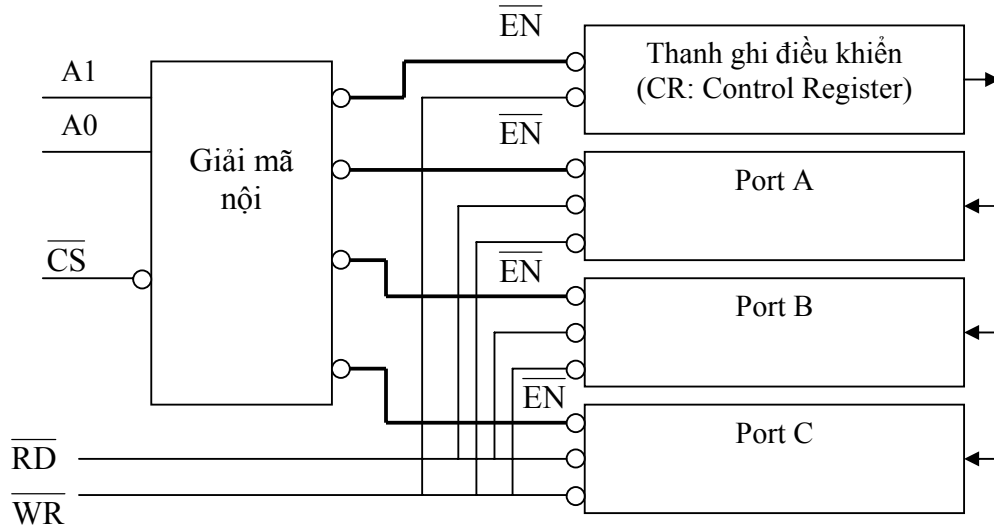 EN
Thanh ghi điều khiển
(CR: Control Register)
A1
A0
EN
Giải mã
nội
Port A
CS
EN
Port B
EN
Port C
RD
WR